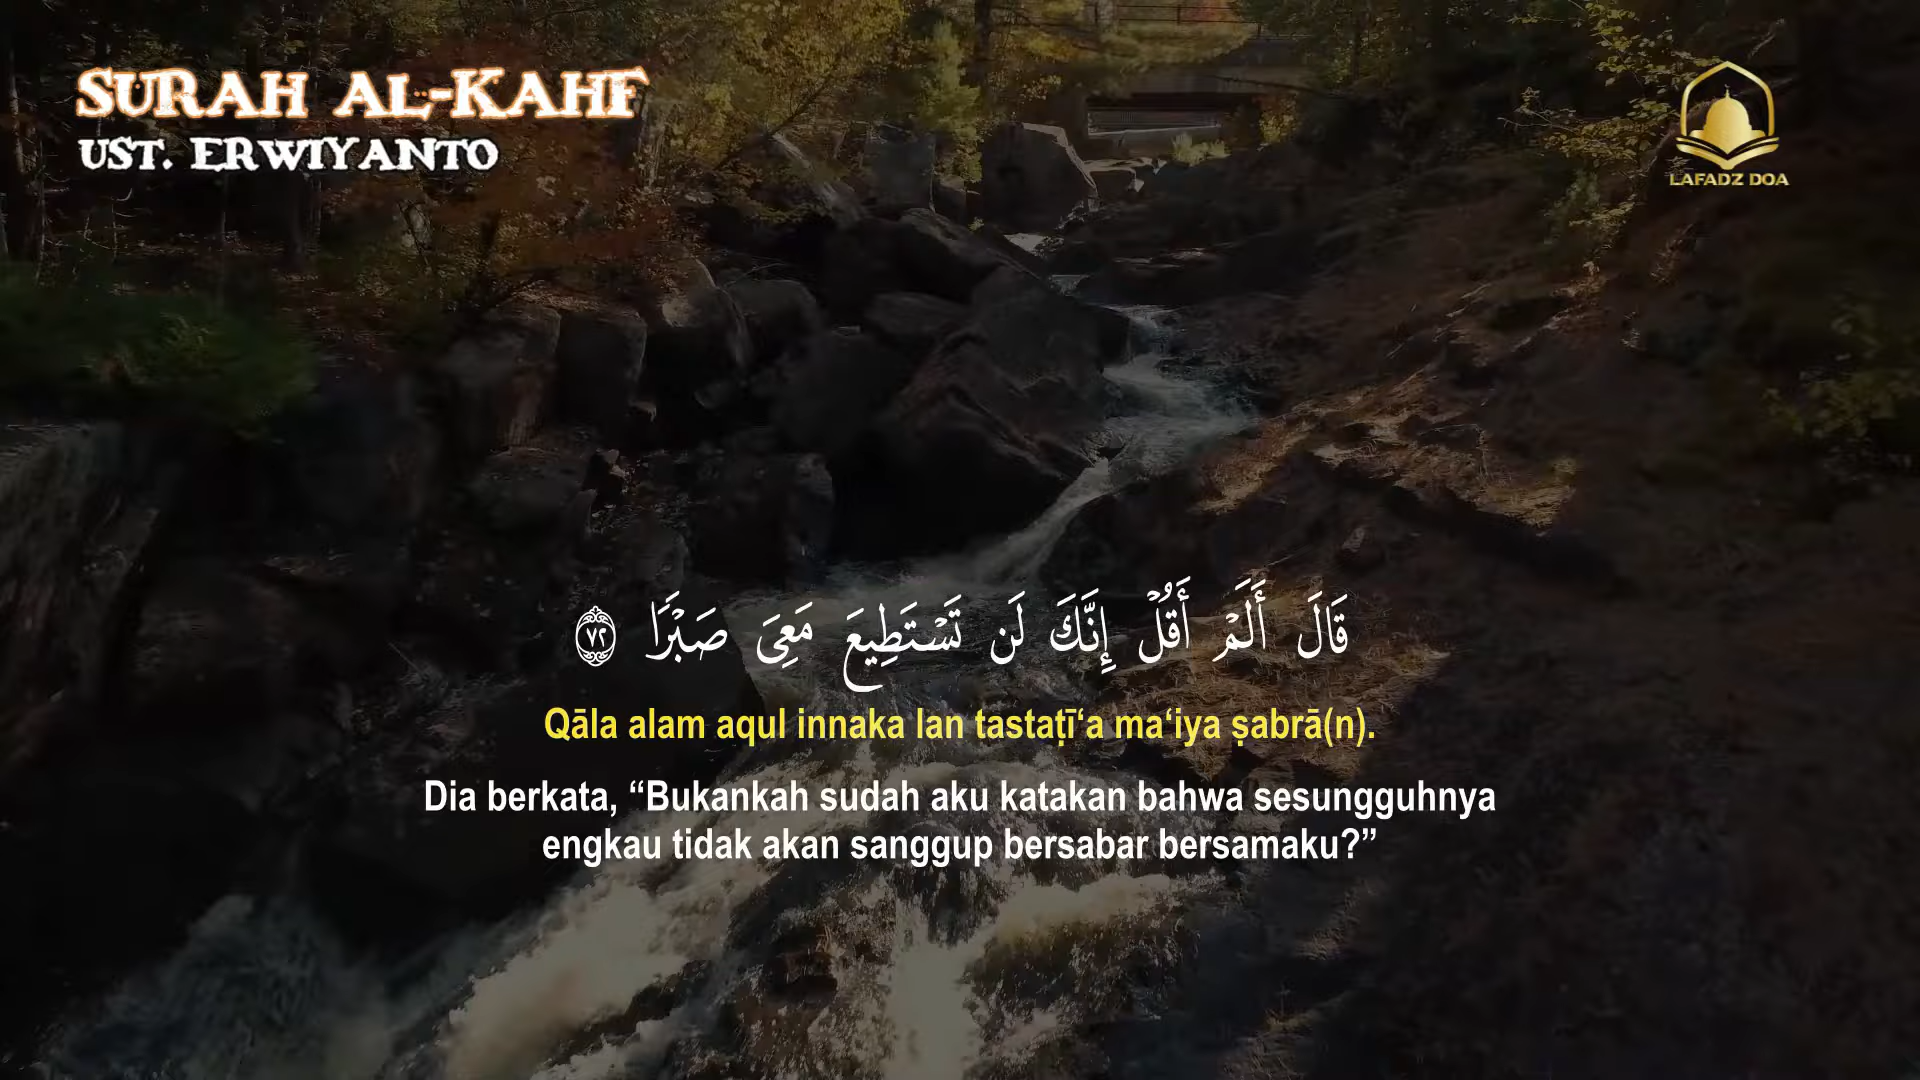 SURAH AL-KAHF
UST. ERWIYANTO
LAFADZ DOA
قَالَ أَلَمْ أَقُلْ إِنَّكَ لَن تَسْتَطِيعَ مَعِىَ صَبْرًا ٧٢
Qāla alam aqul innaka lan tastaṭī‘a ma‘iya ṣabrā(n).
Dia berkata, “Bukankah sudah aku katakan bahwa sesungguhnya
engkau tidak akan sanggup bersabar bersamaku?”